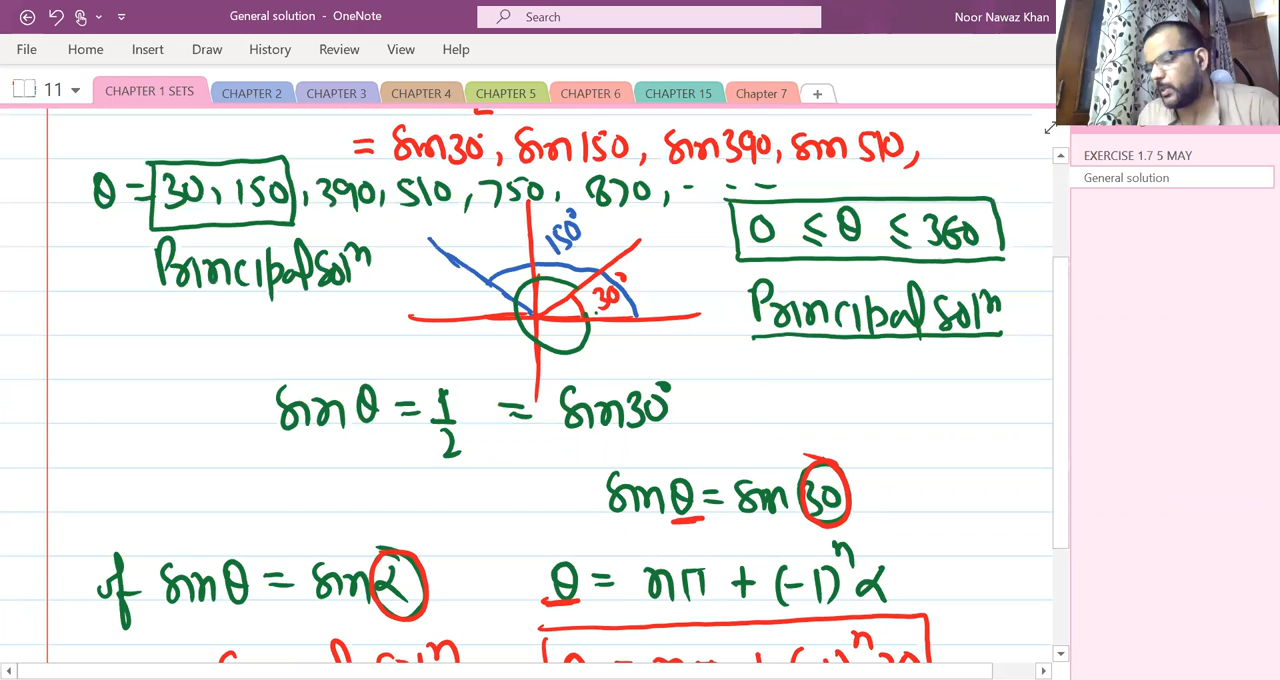 General solution - OneNote
Search
Noor Nawaz Khan
File Home Insert Draw History Review View Help
11 CHAPTER 1 SETS CHAPTER 2 CHAPTER 3 CHAPTER 4 CHAPTER 5 CHAPTER 6 CHAPTER 15 Chapter 7 +
EXERCISE 1.7 5 MAY
General solution
= sin30°, sin150, sin390, sin510,
θ = 30, 150, 390, 510, 750, 870, - - - -
0 ≤ θ ≤ 360
150°
Principal solⁿ
30°
Principal solⁿ
sinθ = 1/2 = sin30°
sinθ = sin30
if sinθ = sinα θ = nπ + (-1)ⁿα